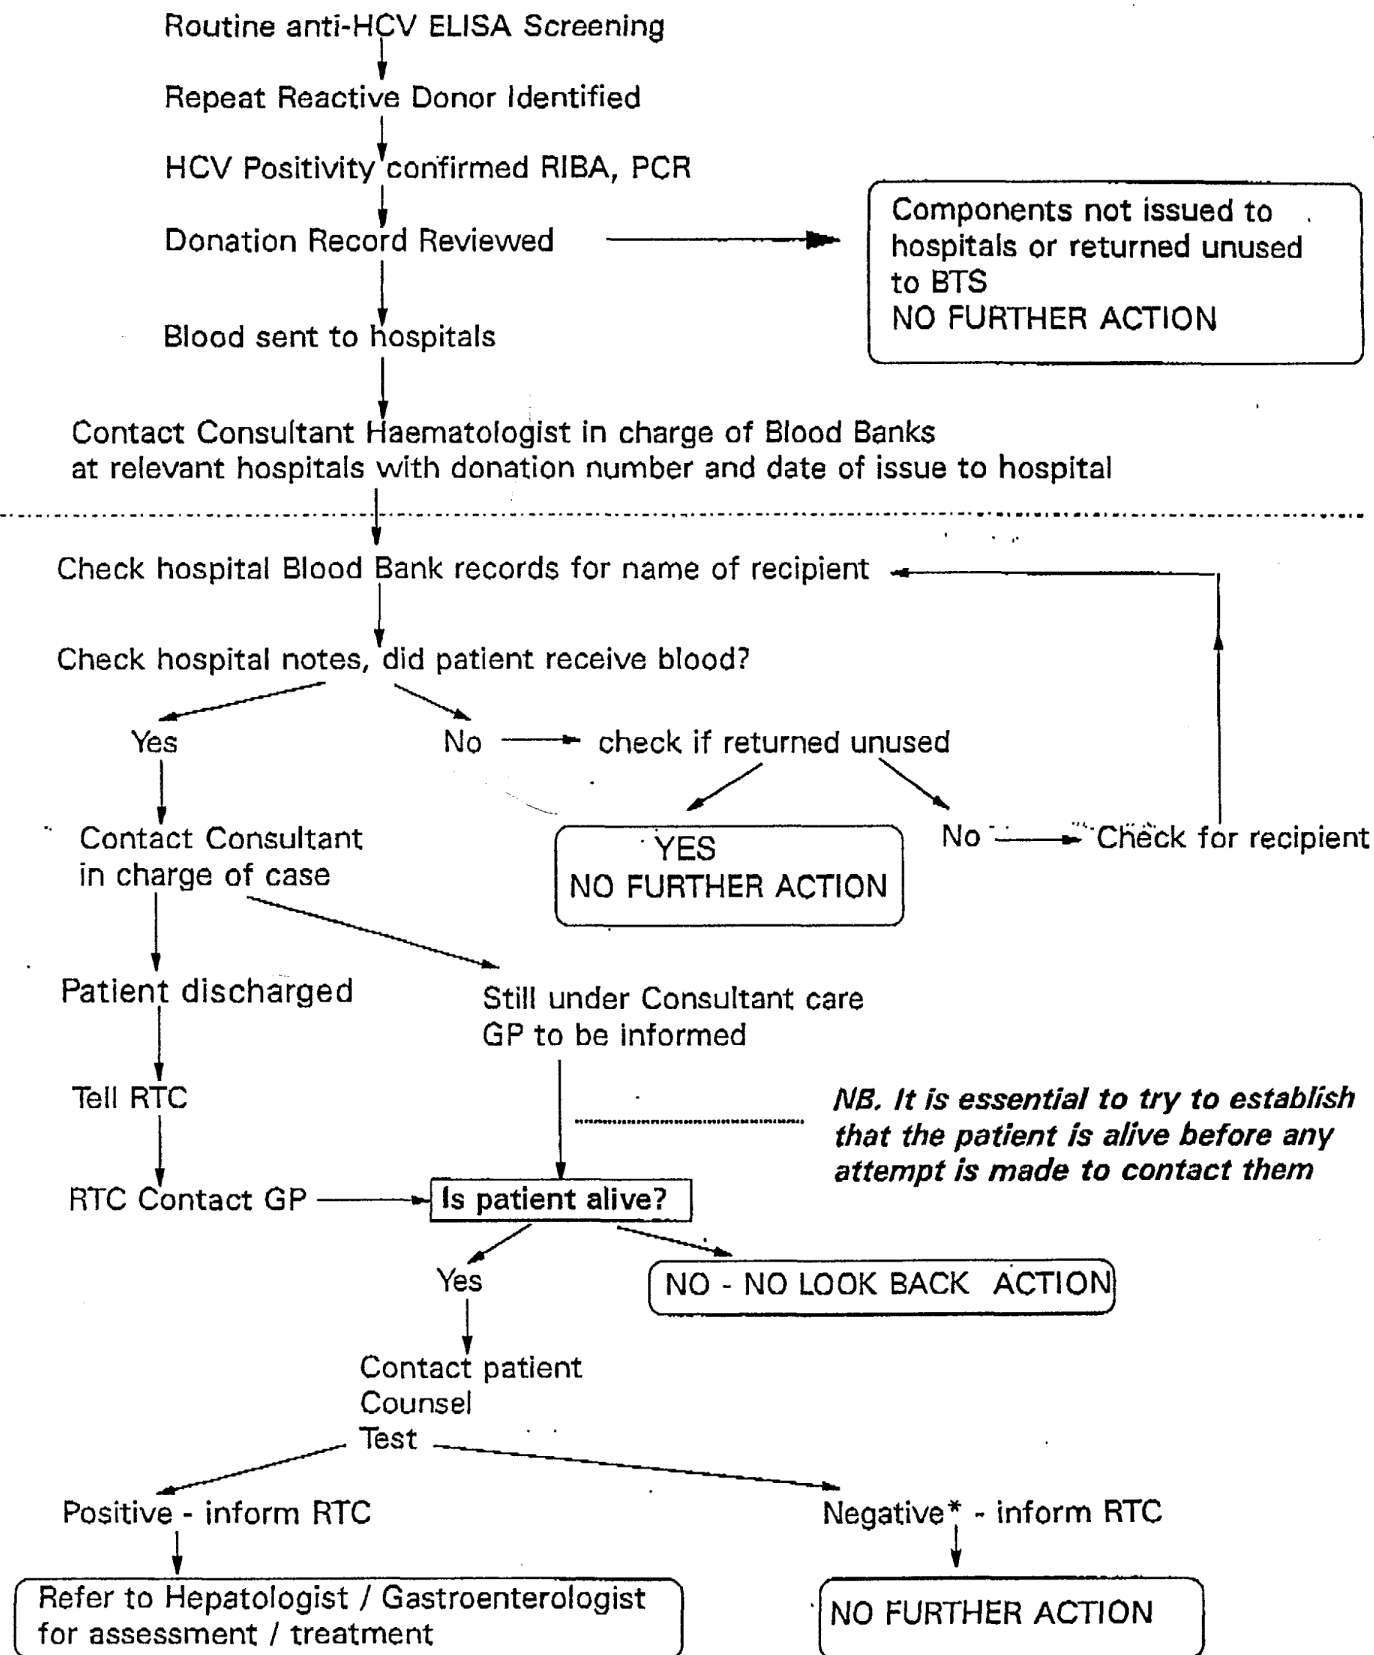 Routine anti-HCV ELISA Screening
Repeat Reactive Donor Identified
HCV Positivity confirmed RIBA, PCR
Donation Record Reviewed
Components not issued to
hospitals or returned unused
to BTS
NO FURTHER ACTION
Blood sent to hospitals
Contact Consultant Haematologist in charge of Blood Banks
at relevant hospitals with donation number and date of issue to hospital
Check hospital Blood Bank records for name of recipient
Check hospital notes, did patient receive blood?
Yes
No
check if returned unused
Contact Consultant
in charge of case
YES
NO FURTHER ACTION
No
Check for recipient
Patient discharged
Still under Consultant care
GP to be informed
Tell RTC
NB. It is essential to try to establish
that the patient is alive before any
attempt is made to contact them
RTC Contact GP
Is patient alive?
Yes
NO - NO LOOK BACK ACTION
Contact patient
Counsel
Test
Positive - inform RTC
Negative* - inform RTC
Refer to Hepatologist / Gastroenterologist
for assessment / treatment
NO FURTHER ACTION